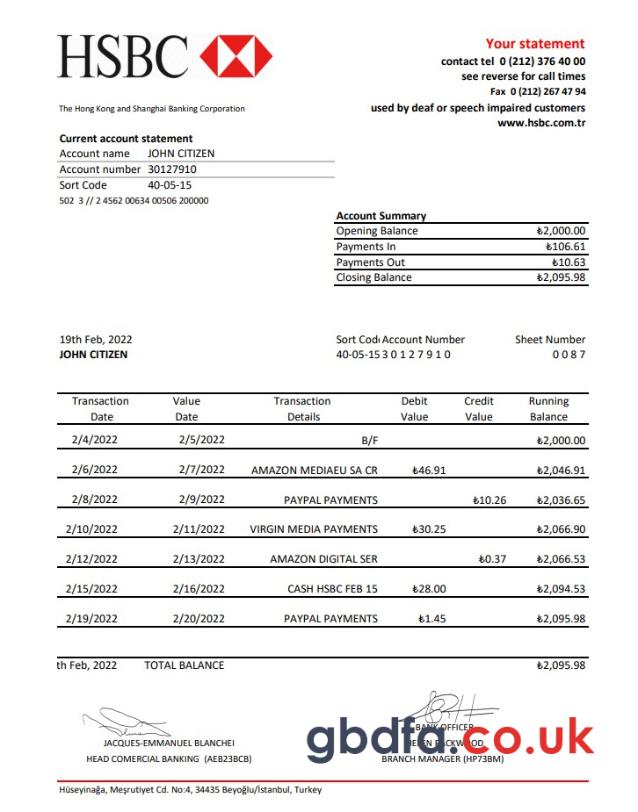 HSBC
Your statement
contact tel 0 (212) 376 40 00
see reverse for call times
Fax 0 (212) 267 47 94
The Hong Kong and Shanghai Banking Corporation
used by deaf or speech impaired customers
www.hsbc.com.tr
Current account statement
Account name JOHN CITIZEN
Account number 30127910
Sort Code 40-05-15
502 3 // 2 4562 00634 00506 200000
Account Summary
Opening Balance ₺2,000.00
Payments In ₺106.61
Payments Out ₺10.63
Closing Balance ₺2,095.98
19th Feb, 2022 Sort Code Account Number Sheet Number
JOHN CITIZEN 40-05-15 3 0 1 2 7 9 1 0 0 0 8 7
Transaction Value Transaction Debit Credit Running
Date Date Details Value Value Balance
2/4/2022 2/5/2022 B/F ₺2,000.00
2/6/2022 2/7/2022 AMAZON MEDIAEU SA CR ₺46.91 ₺2,046.91
2/8/2022 2/9/2022 PAYPAL PAYMENTS ₺10.26 ₺2,036.65
2/10/2022 2/11/2022 VIRGIN MEDIA PAYMENTS ₺30.25 ₺2,066.90
2/12/2022 2/13/2022 AMAZON DIGITAL SER ₺0.37 ₺2,066.53
2/15/2022 2/16/2022 CASH HSBC FEB 15 ₺28.00 ₺2,094.53
2/19/2022 2/20/2022 PAYPAL PAYMENTS ₺1.45 ₺2,095.98
th Feb, 2022 TOTAL BALANCE ₺2,095.98
BANK OFFICER
gbdfa.co.uk
JACQUES-EMMANUEL BLANCHEI
HEAD COMERCIAL BANKING (AEB23BCB) BRANCH MANAGER (HP73BM)
Hüseyinağa, Meşrutiyet Cd. No:4, 34435 Beyoğlu/İstanbul, Turkey